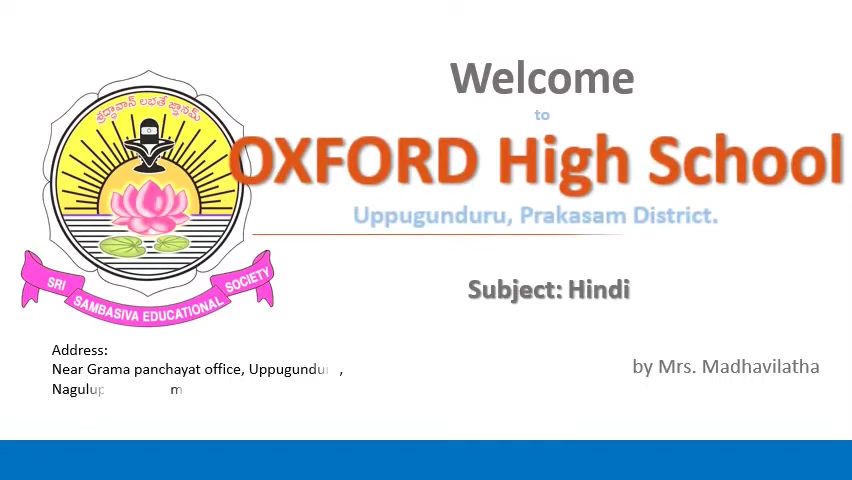 Welcome
to
OXFORD High School
Uppugunduru, Prakasam District.
శ్రద్ధావాన్ లభతే జ్ఞానమ్
SRI SAMBASIVA EDUCATIONAL SOCIETY
Subject: Hindi
Address:
Near Grama panchayat office,
by Mrs. Madhavilatha